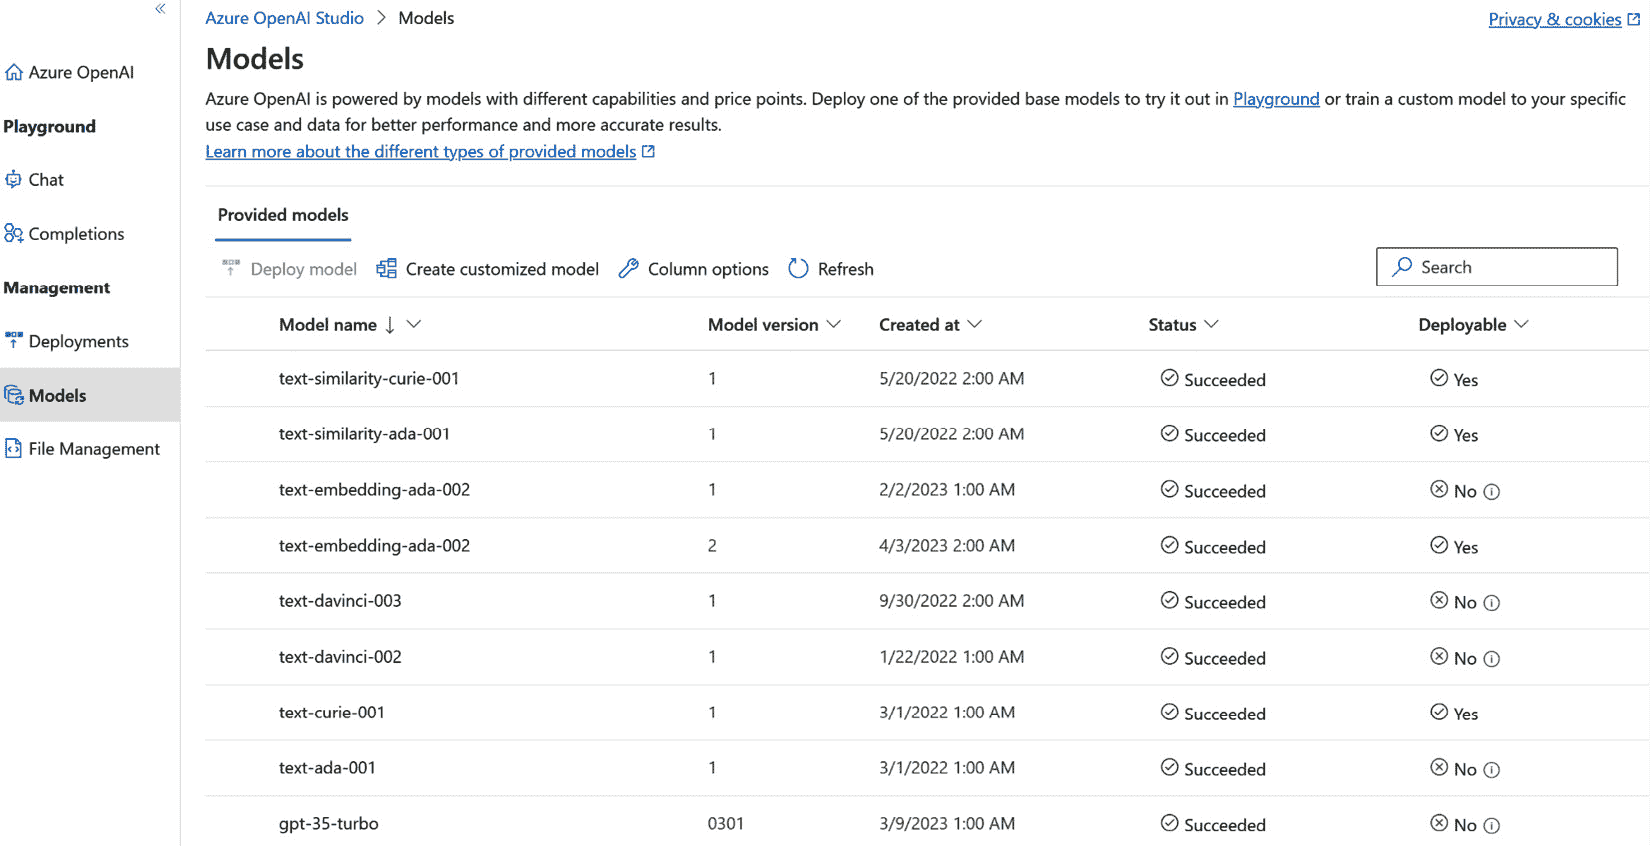 Azure OpenAI
Playground
Chat
Completions
Management
Deployments
Models
File Management
Azure OpenAI Studio > Models
Privacy & cookies
Models
Azure OpenAI is powered by models with different capabilities and price points. Deploy one of the provided base models to try it out in Playground or train a custom model to your specific
use case and data for better performance and more accurate results.
Learn more about the different types of provided models
Provided models
Deploy model Create customized model Column options Refresh Search
Model name Model version Created at Status Deployable
text-similarity-curie-001 1 5/20/2022 2:00 AM Succeeded Yes
text-similarity-ada-001 1 5/20/2022 2:00 AM Succeeded Yes
text-embedding-ada-002 1 2/2/2023 1:00 AM Succeeded No
text-embedding-ada-002 2 4/3/2023 2:00 AM Succeeded Yes
text-davinci-003 1 9/30/2022 2:00 AM Succeeded No
text-davinci-002 1 1/22/2022 1:00 AM Succeeded No
text-curie-001 1 3/1/2022 1:00 AM Succeeded Yes
text-ada-001 1 3/1/2022 1:00 AM Succeeded No
gpt-35-turbo 0301 3/9/2023 1:00 AM Succeeded No